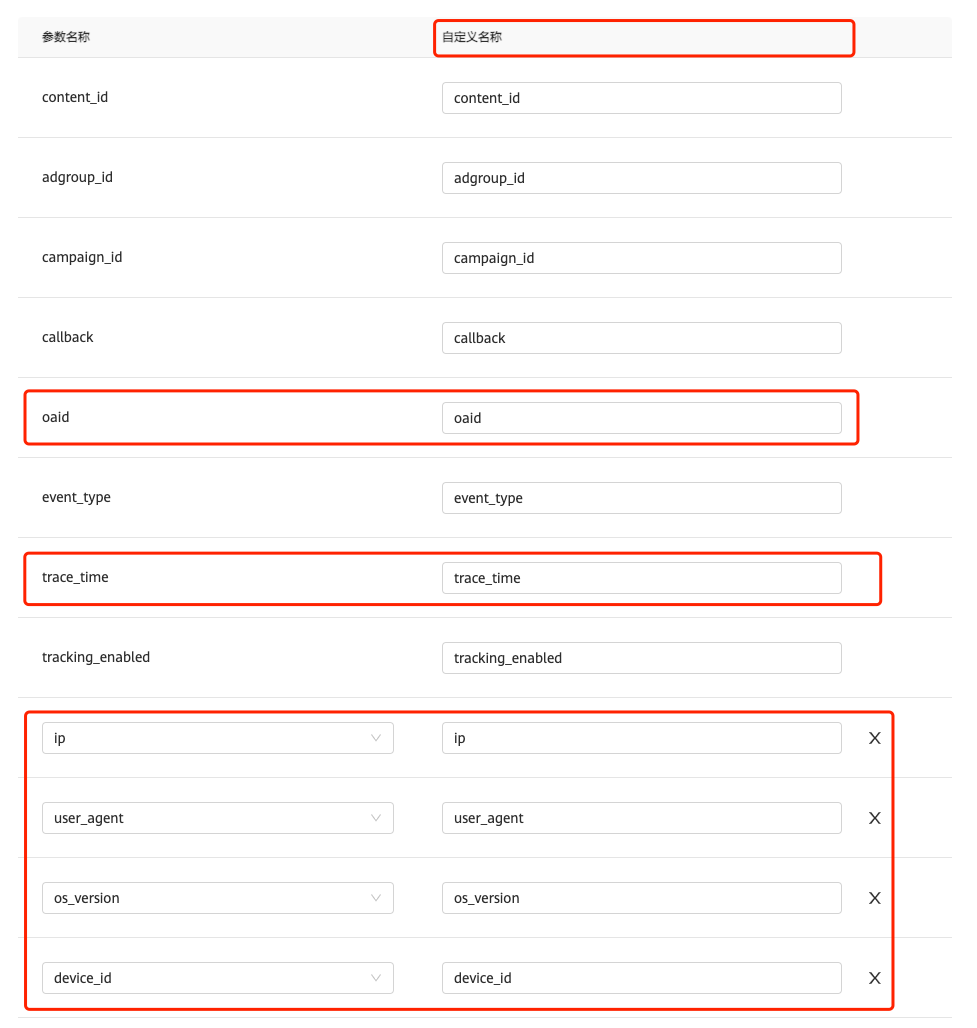 参数名称 自定义名称
content_id content_id
adgroup_id adgroup_id
campaign_id campaign_id
callback callback
oaid oaid
event_type event_type
trace_time trace_time
tracking_enabled tracking_enabled
ip ip X
user_agent user_agent X
os_version os_version X
device_id device_id X